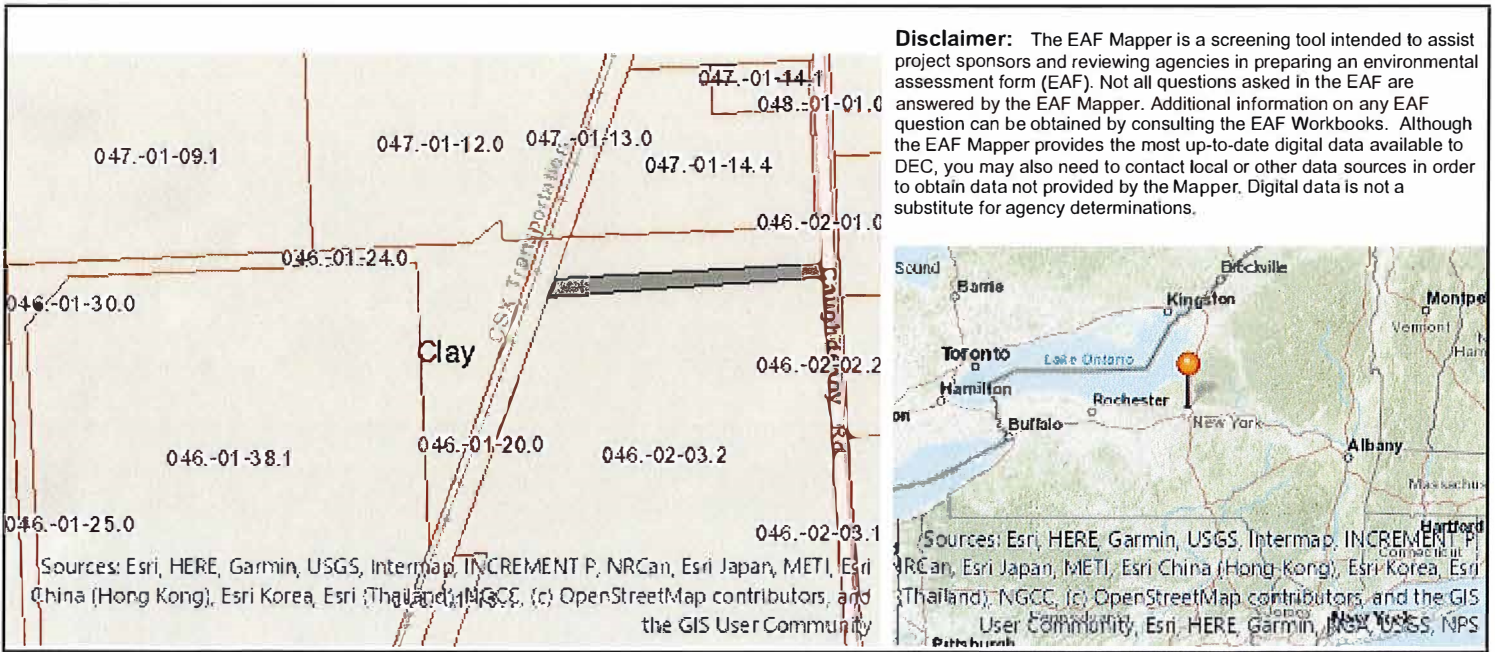 047.-01-14.1
048.-01-01.0
047.-01-09.1
047.-01-12.0
047.-01-13.0
047.-01-14.4
046.-02-01.0
046.-01-24.0
046.-01-30.0
CSX Transportation
Clay
Caughdenoy Rd
046.-02-02.2
046.-01-38.1
046.-01-20.0
046.-02-03.2
046.-01-25.0
046.-02-03.1
Sources: Esri, HERE, Garmin, USGS, Intermap, INCREMENT P, NRCan, Esri Japan, METI, Esri
China (Hong Kong), Esri Korea, Esri (Thailand), NGCC, (c) OpenStreetMap contributors, and
the GIS User Community
Disclaimer: The EAF Mapper is a screening tool intended to assist
project sponsors and reviewing agencies in preparing an environmental
assessment form (EAF). Not all questions asked in the EAF are
answered by the EAF Mapper. Additional information on any EAF
question can be obtained by consulting the EAF Workbooks. Although
the EAF Mapper provides the most up-to-date digital data available to
DEC, you may also need to contact local or other data sources in order
to obtain data not provided by the Mapper. Digital data is not a
substitute for agency determinations.
Sound
Barrie
Brockville
Kingston
Montpe
Vermont
Toronto
Lake Ontario
Ham
Hamilton
Rochester
on
Buffalo
New York
Albany
Massachus
Hartford
Connecticut
Sources: Esri, HERE, Garmin, USGS, Intermap, INCREMENT P,
NRCan, Esri Japan, METI, Esri China (Hong Kong), Esri Korea, Esri
(Thailand), NGCC, (c) OpenStreetMap contributors, and the GIS
User Community, Esri, HERE, Garmin, NGA, USGS, NPS
New York
Pittsburgh